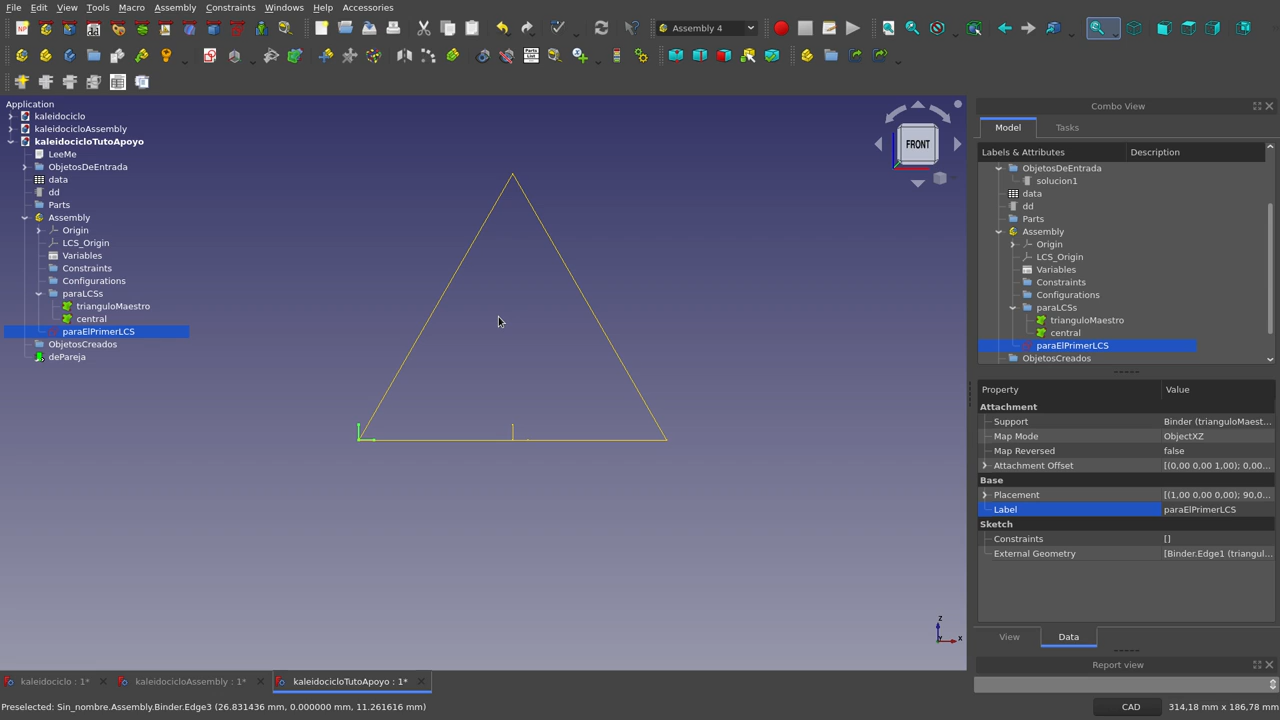 File Edit View Tools Macro Assembly Constraints Windows Help Accessories
Assembly 4
Parts List
Application
kaleidociclo
kaleidocicloAssembly
kaleidocicloTutoApoyo
LeeMe
ObjetosDeEntrada
data
dd
Parts
Assembly
Origin
LCS_Origin
Variables
Constraints
Configurations
paraLCSs
trianguloMaestro
central
paraElPrimerLCS
ObjetosCreados
dePareja
FRONT
Z
X
Combo View
Model Tasks
Labels & Attributes Description
ObjetosDeEntrada
solucion1
data
dd
Parts
Assembly
Origin
LCS_Origin
Variables
Constraints
Configurations
paraLCSs
trianguloMaestro
central
paraElPrimerLCS
ObjetosCreados
Property Value
Attachment
Support Binder (trianguloMaest...
Map Mode ObjectXZ
Map Reversed false
Attachment Offset [(0,00 0,00 1,00); 0,00...
Base
Placement [(1,00 0,00 0,00); 90,0...
Label paraElPrimerLCS
Sketch
Constraints []
External Geometry [Binder.Edge1 (triangul...
View Data
Report view
kaleidociclo : 1* kaleidocicloAssembly : 1* kaleidocicloTutoApoyo : 1*
Preselected: Sin_nombre.Assembly.Binder.Edge3 (26.831436 mm, 0.000000 mm, 11.261616 mm) CAD 314,18 mm x 186,78 mm